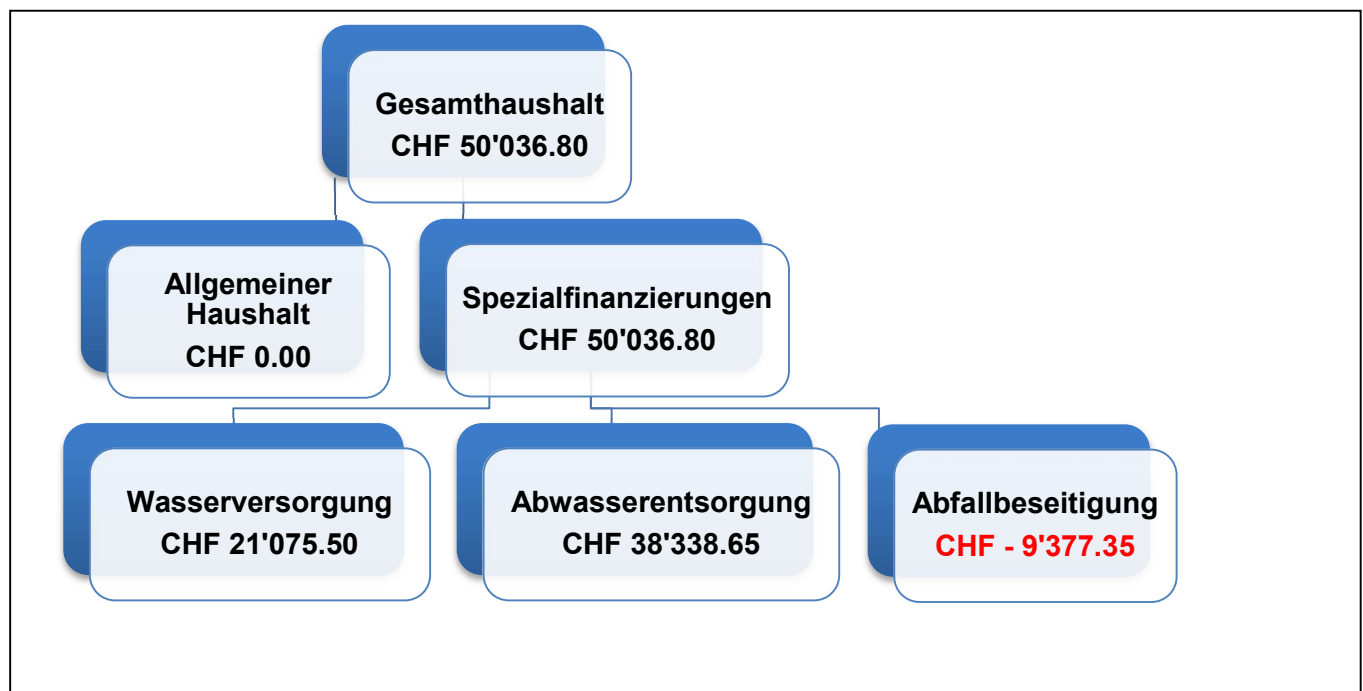 Gesamthaushalt
CHF 50'036.80
Allgemeiner
Haushalt
CHF 0.00
Spezialfinanzierungen
CHF 50'036.80
Wasserversorgung
CHF 21'075.50
Abwasserentsorgung
CHF 38'338.65
Abfallbeseitigung
CHF - 9'377.35